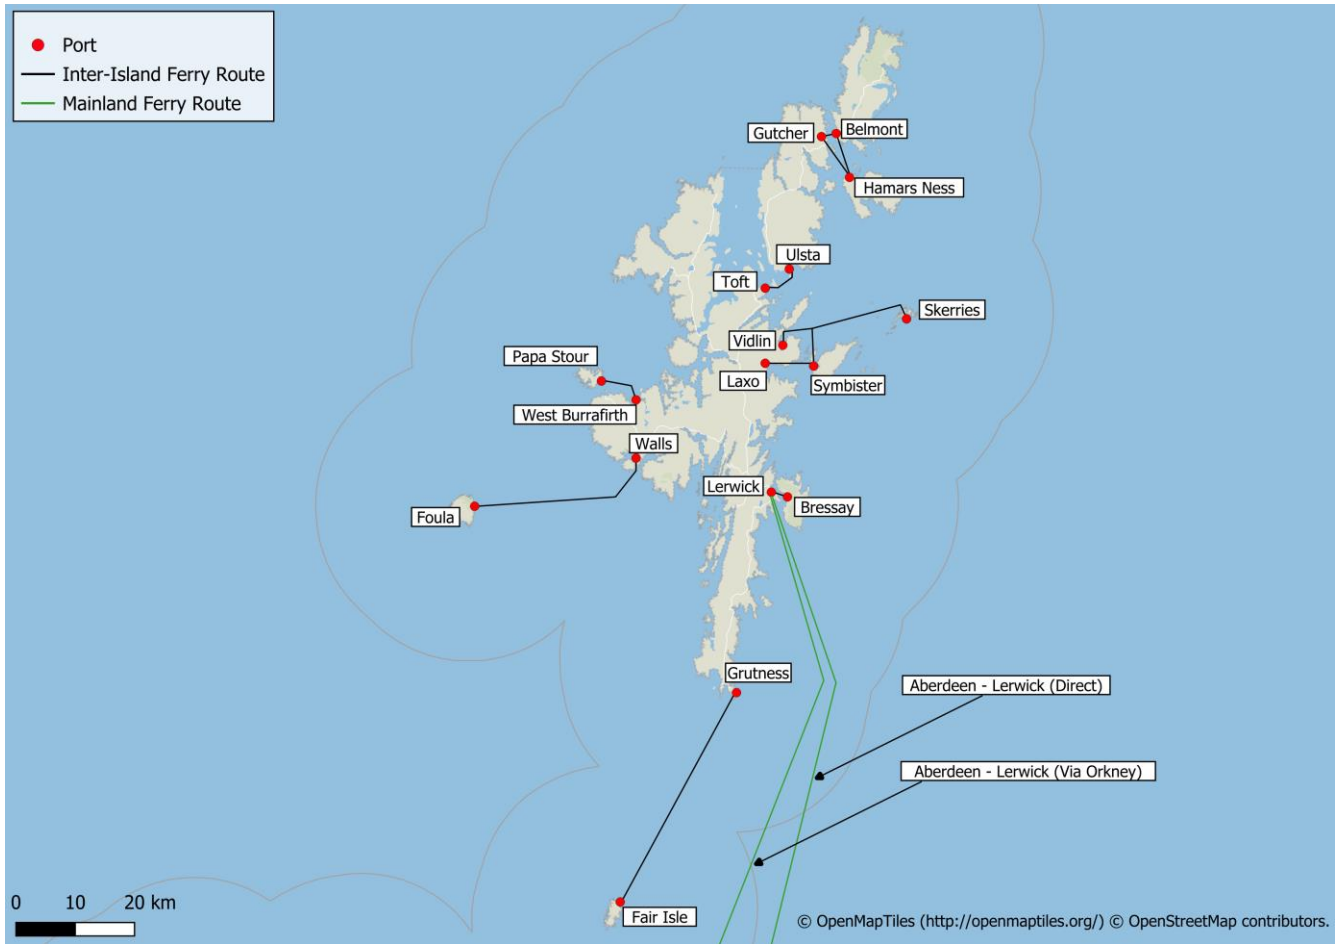 Port
Inter-Island Ferry Route
Mainland Ferry Route
Gutcher
Belmont
Hamars Ness
Ulsta
Toft
Skerries
Vidlin
Papa Stour
Laxo
Symbister
West Burrafirth
Walls
Lerwick
Bressay
Foula
Grutness
Aberdeen - Lerwick (Direct)
Aberdeen - Lerwick (Via Orkney)
0 10 20 km
Fair Isle
© OpenMapTiles (http://openmaptiles.org/) © OpenStreetMap contributors.